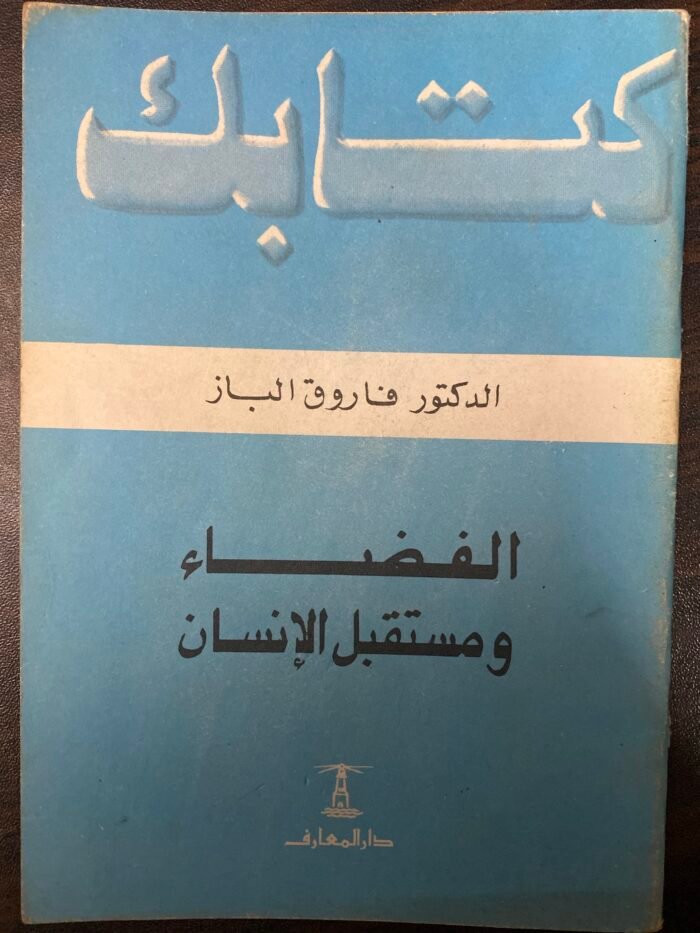 كتابك
الدكتور فاروق الباز
الفضاء
ومستقبل الإنسان
دار المعارف